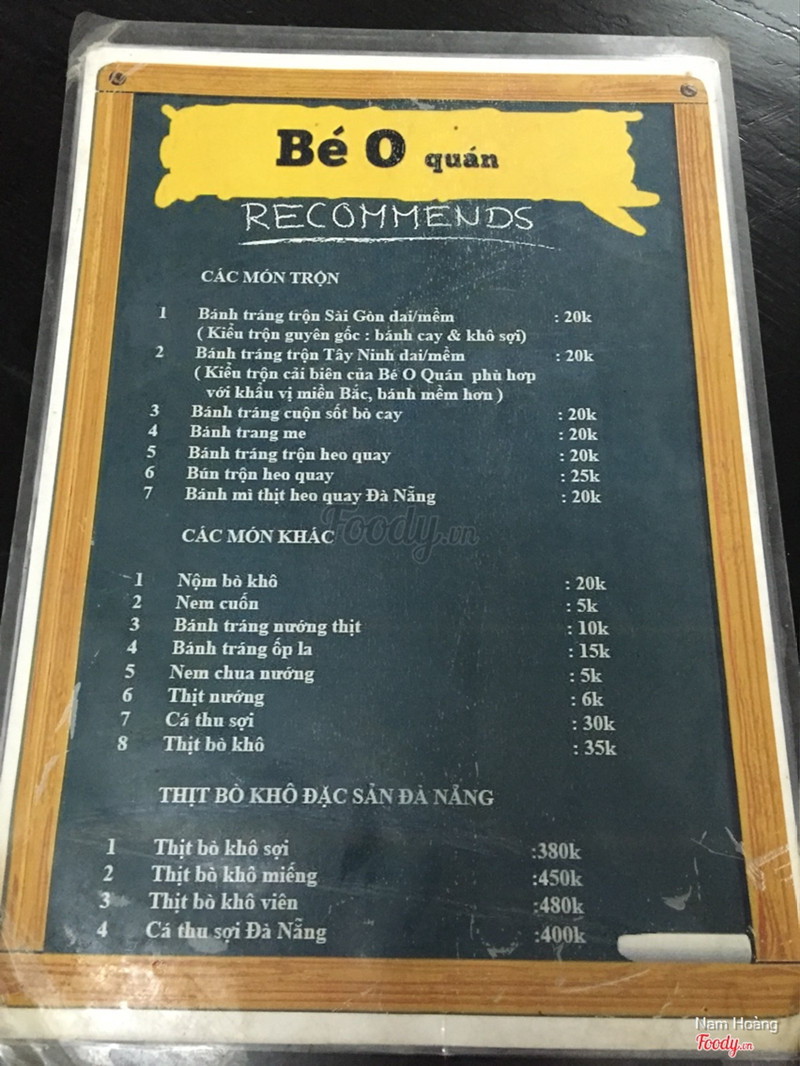 Bé O quán
RECOMMENDS
CÁC MÓN TRỘN
1 Bánh tráng trộn Sài Gòn dai/mềm : 20k
( Kiểu trộn guyên gốc : bánh cay & khô sợi)
2 Bánh tráng trộn Tây Ninh dai/mềm : 20k
( Kiểu trộn cải biên của Bé O Quán phù hơp
với khẩu vị miền Bắc, bánh mềm hơn )
3 Bánh tráng cuộn sốt bò cay : 20k
4 Bánh trang me : 20k
5 Bánh tráng trộn heo quay : 20k
6 Bún trộn heo quay : 25k
7 Bánh mì thịt heo quay Đà Nẵng : 20k
Foody.vn
CÁC MÓN KHÁC
1 Nộm bò khô : 20k
2 Nem cuốn : 5k
3 Bánh tráng nướng thịt : 10k
4 Bánh tráng ốp la : 15k
5 Nem chua nướng : 5k
6 Thịt nướng : 6k
7 Cá thu sợi : 30k
8 Thịt bò khô : 35k
THỊT BÒ KHÔ ĐẶC SẢN ĐÀ NẴNG
1 Thịt bò khô sợi :380k
2 Thịt bò khô miếng :450k
3 Thịt bò khô viên :480k
4 Cá thu sợi Đà Nẵng :400k
Nam Hoàng
Foody.vn